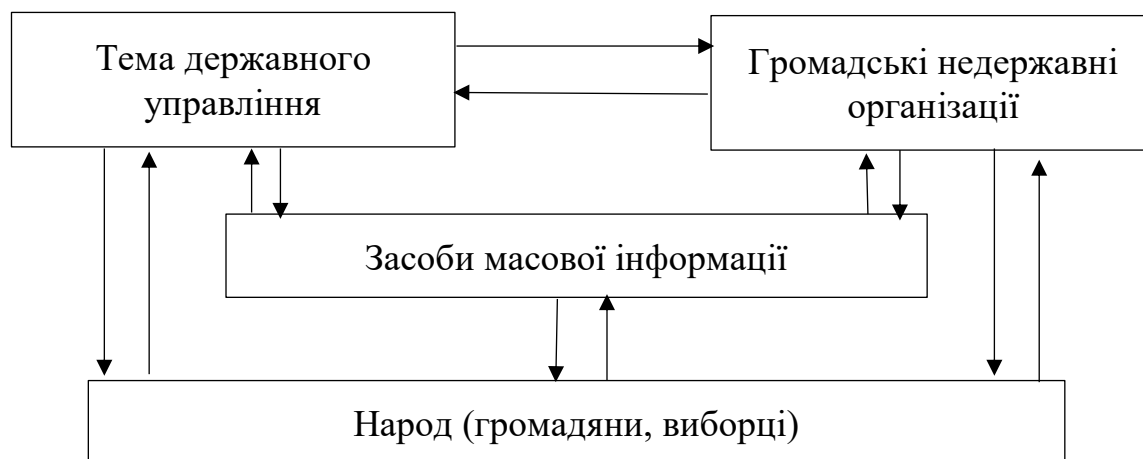 Тема державного
управління
Громадські недержавні
організації
Засоби масової інформації
Народ (громадяни, виборці)